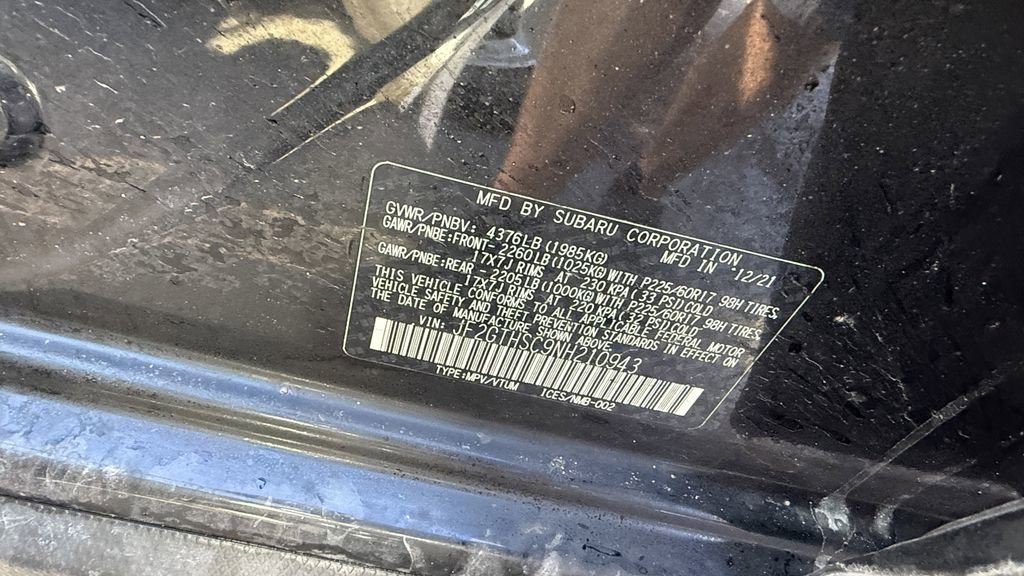 MFD BY SUBARU CORPORATION
GVWR/PNBV: 4376LB (1985KG) MFD IN '12/21
GAWR/PNBE:FRONT- 2260LB (1025KG) WITH P225/60R17 98H TIRES
17X7J RIMS AT 230 KPA (33 PSI) COLD
GAWR/PNBE:REAR - 2205LB (1000KG) WITH P225/60R17 98H TIRES
17X7J RIMS AT 220 KPA (32 PSI) COLD
THIS VEHICLE CONFORMS TO ALL APPLICABLE FEDERAL MOTOR
VEHICLE SAFETY AND THEFT PREVENTION STANDARDS IN EFFECT ON
THE DATE OF MANUFACTURE SHOWN ABOVE.
VIN: JF2GTHSC9NH210943
TYPE:MPV/VTUM ICES/NMB-002